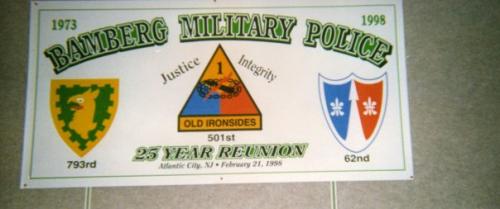 1973 1998
BAMBERG MILITARY POLICE
Justice Integrity
1
OLD IRONSIDES
793rd 501st 62nd
25 YEAR REUNION
Atlantic City, NJ • February 21, 1998